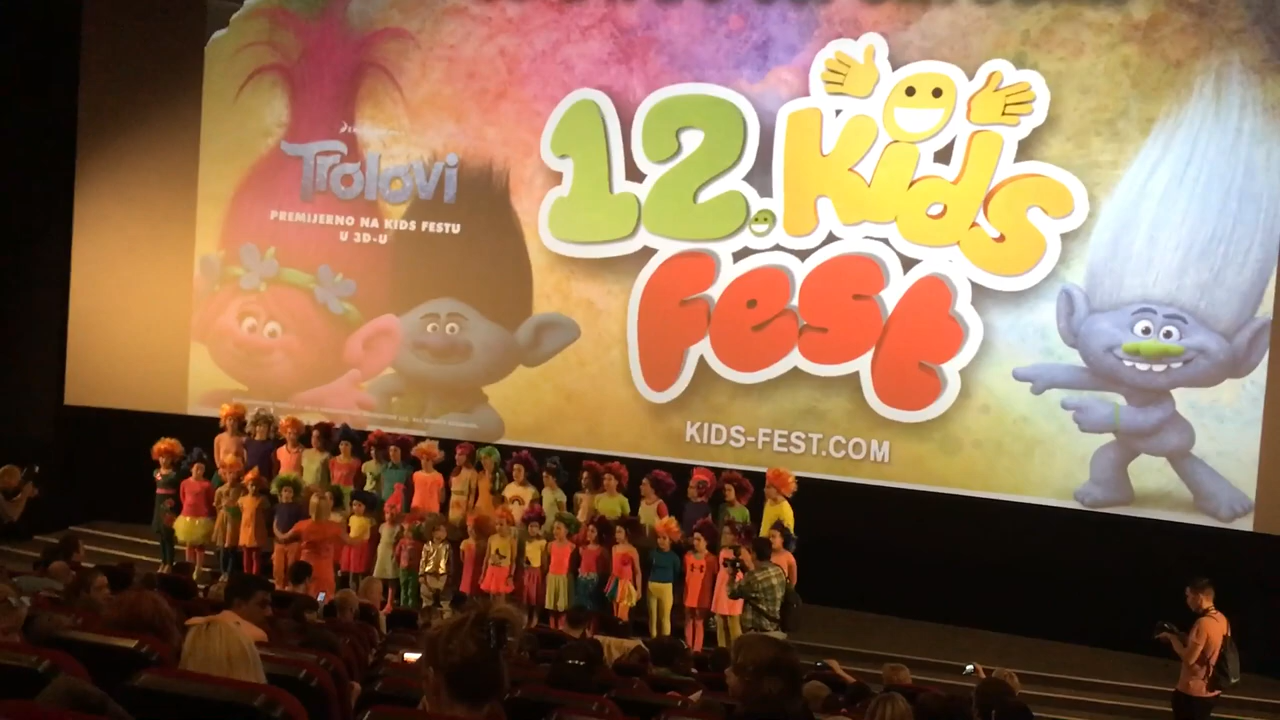 Trolovi
PREMIJERNO NA KIDS FESTU
U 3D-U
12. Kids
Fest
KIDS-FEST.COM